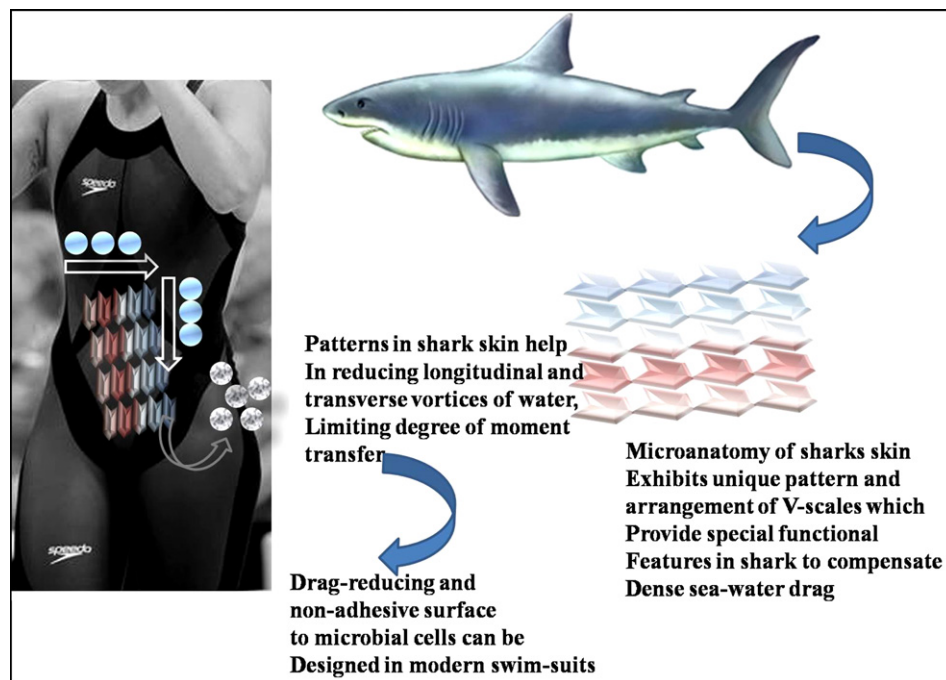 speedo
speedo
Patterns in shark skin help
In reducing longitudinal and
transverse vortices of water,
Limiting degree of moment
transfer
Microanatomy of sharks skin
Exhibits unique pattern and
arrangement of V-scales which
Provide special functional
Features in shark to compensate
Dense sea-water drag
Drag-reducing and
non-adhesive surface
to microbial cells can be
Designed in modern swim-suits